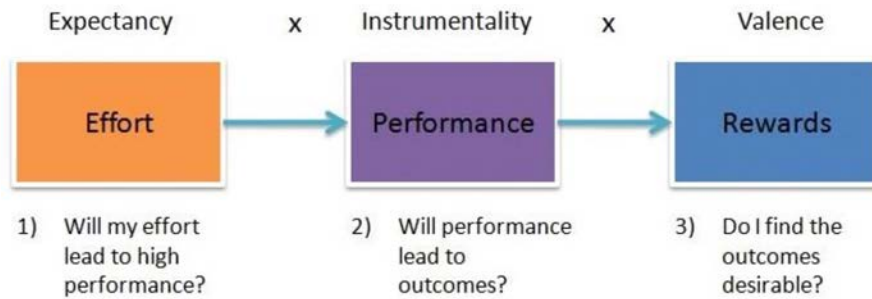 Expectancy x Instrumentality x Valence
Effort
Performance
Rewards
1) Will my effort
lead to high
performance?
2) Will performance
lead to
outcomes?
3) Do I find the
outcomes
desirable?